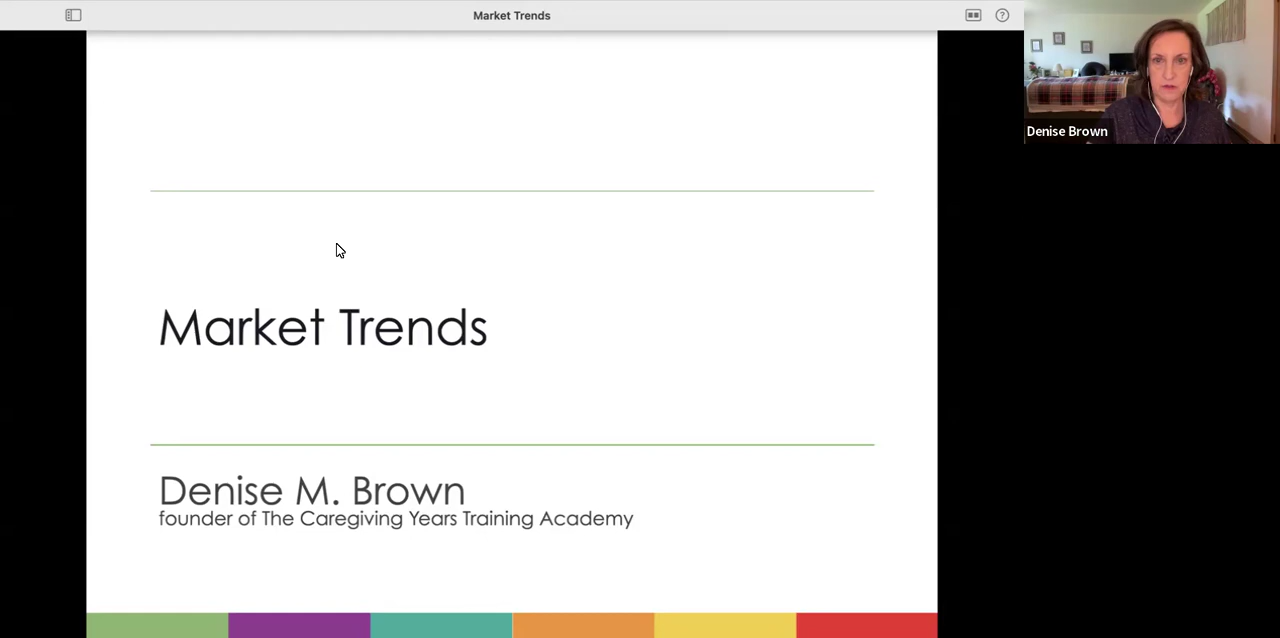 Market Trends
Denise Brown
Market Trends
Denise M. Brown
founder of The Caregiving Years Training Academy